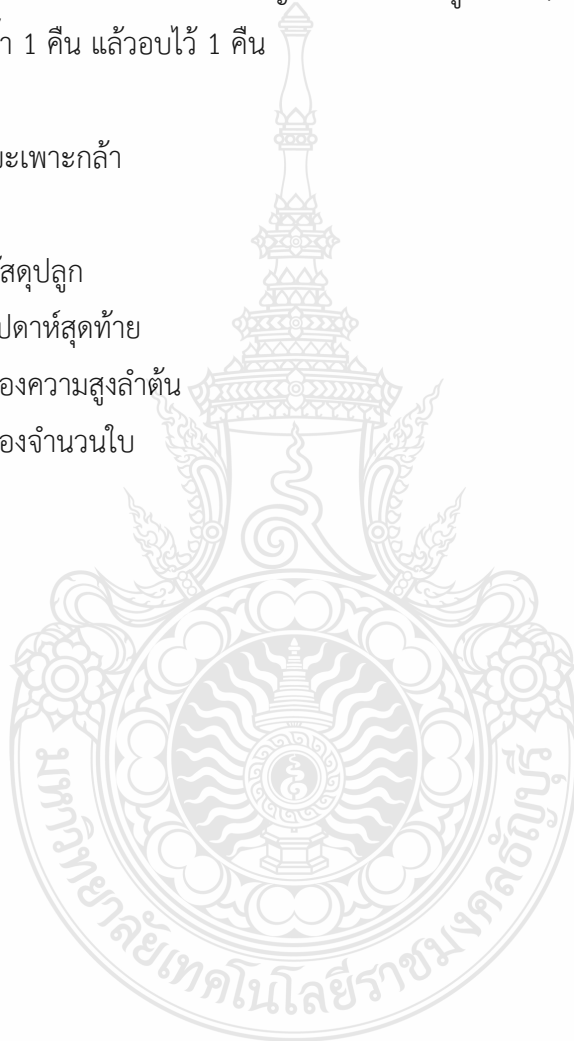 1 คืน แล้วอบไว้ 1 คืน
ะเพาะกล้า
ัสดุปลูก
ปดาห์สุดท้าย
องความสูงลำต้น
องจำนวนใบ
มหาวิทยาลัยเทคโนโลยีราชมงคลธัญบุรี